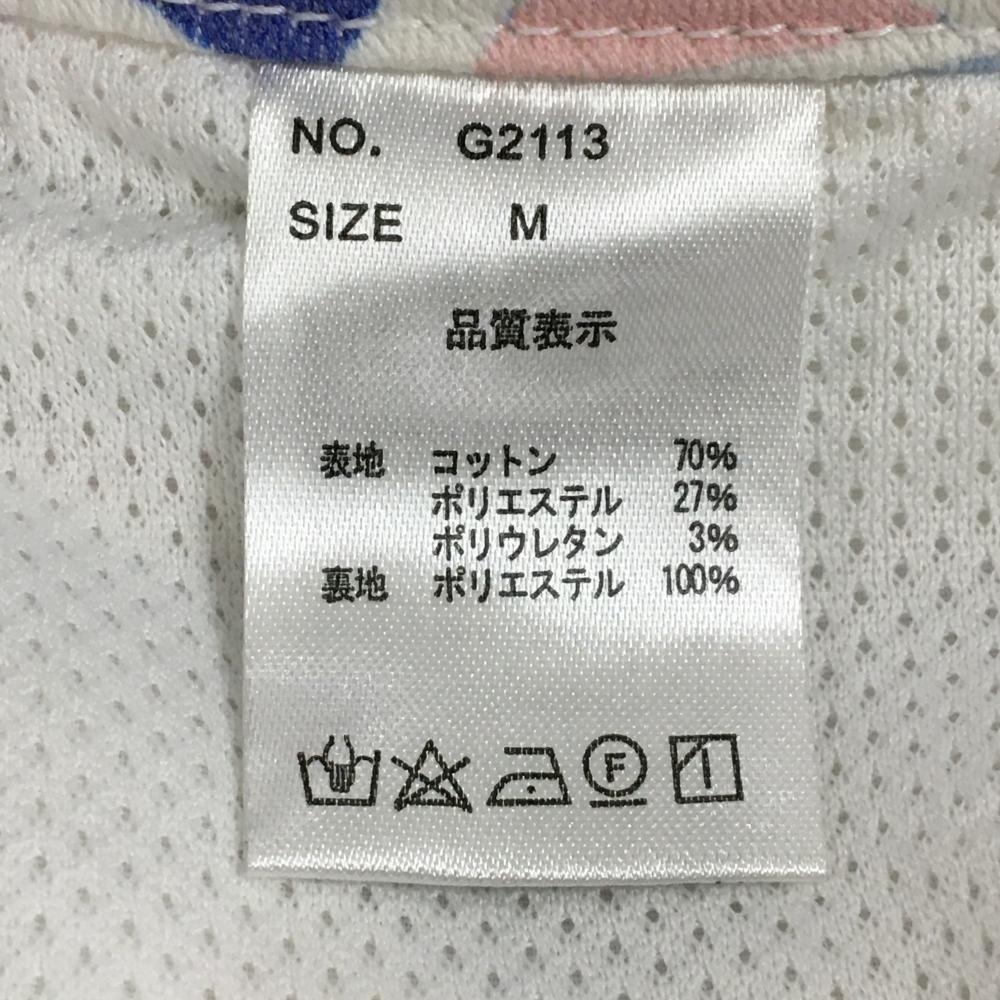 NO. G2113
SIZE M
品質表示
表地 コットン 70%
ポリエステル 27%
ポリウレタン 3%
裏地 ポリエステル 100%
F